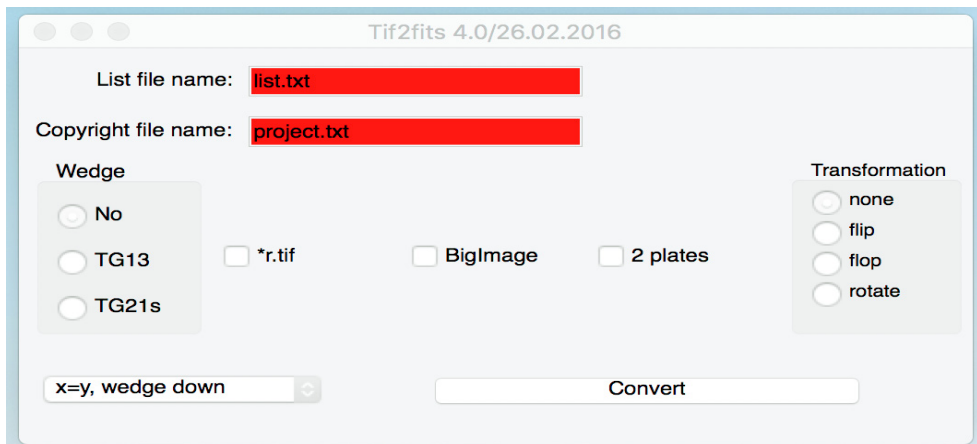 Tif2fits 4.0/26.02.2016
List file name: list.txt
Copyright file name: project.txt
Wedge
No
TG13
TG21s
*r.tif
BigImage
2 plates
Transformation
none
flip
flop
rotate
x=y, wedge down
Convert